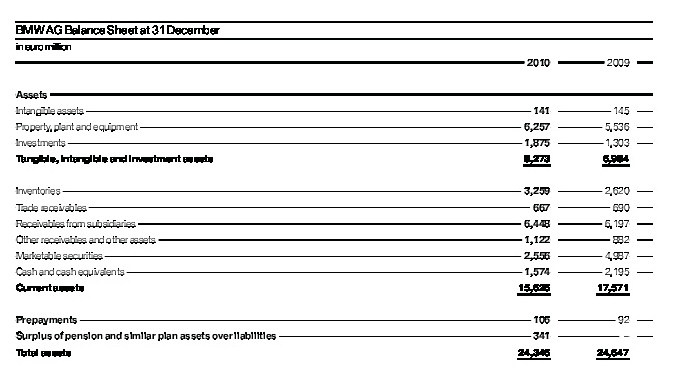 BMW AG Balance Sheet at 31 December
in euro million
2010 2009
Assets
Intangible assets 141 145
Property, plant and equipment 6,257 5,536
Investments 1,875 1,303
Tangible, intangible and investment assets 8,273 6,984
Inventories 3,259 2,620
Trade receivables 667 690
Receivables from subsidiaries 6,448 6,197
Other receivables and other assets 1,122 882
Marketable securities 2,556 4,987
Cash and cash equivalents 1,574 2,195
Current assets 15,626 17,571
Prepayments 106 92
Surplus of pension and similar plan assets over liabilities 341 –
Total assets 24,346 24,647